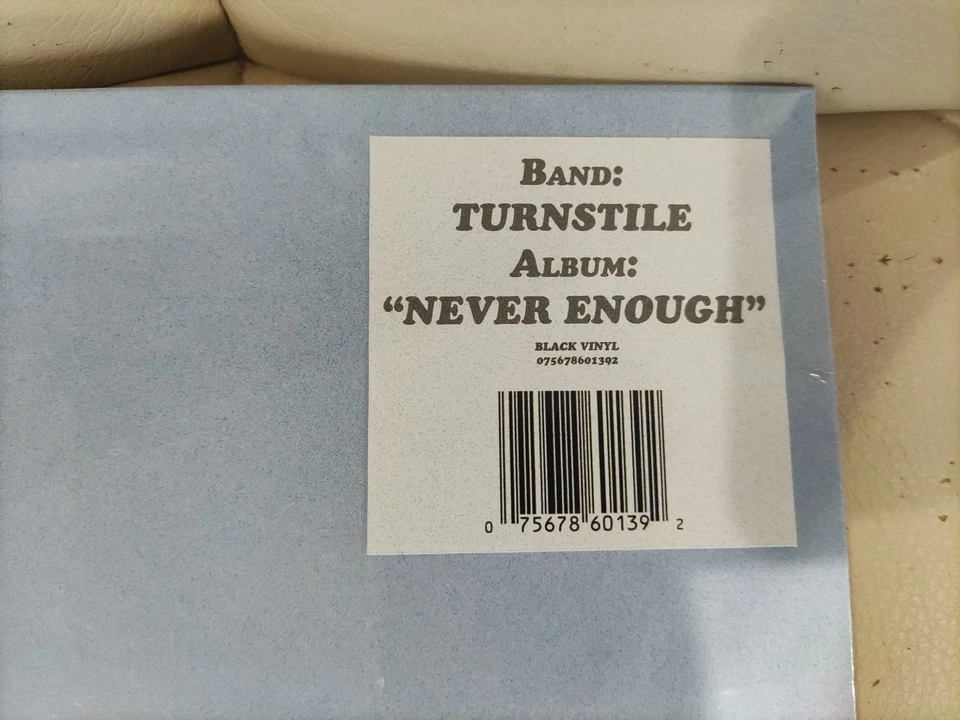 BAND:
TURNSTILE
ALBUM:
“NEVER ENOUGH”
BLACK VINYL
075678601392
0 75678 60139 2